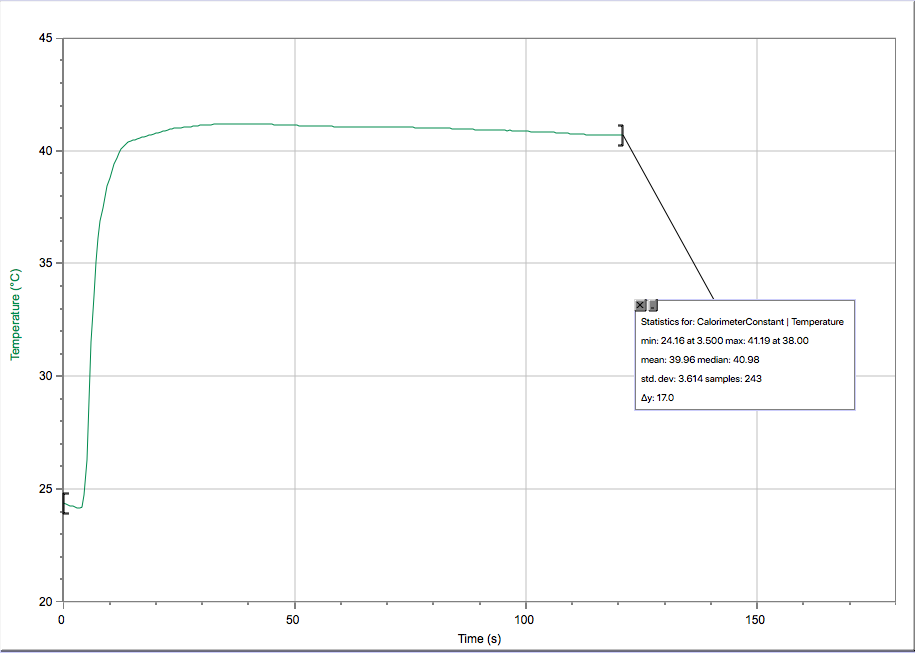 45
40
35
30
25
20
Temperature (°C)
0
50
100
150
Time (s)
Statistics for: CalorimeterConstant | Temperature
min: 24.16 at 3.500 max: 41.19 at 38.00
mean: 39.96 median: 40.98
std. dev: 3.614 samples: 243
Δy: 17.0